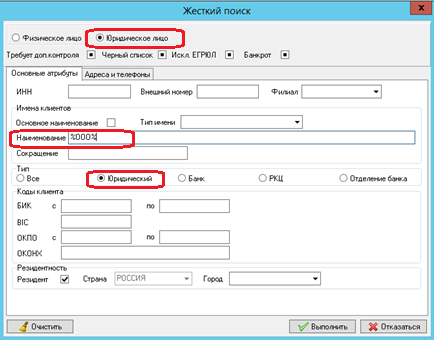 Жесткий поиск
Физическое лицо Юридическое лицо
Требует доп.контроля Черный список Искл. ЕГРЮЛ Банкрот
Основные атрибуты Адреса и телефоны
ИНН Внешний номер Филиал
Имена клиентов
Основное наименование Тип имени
Наименование %ООО%
Сокращение
Тип
Все Юридический Банк РКЦ Отделение банка
Коды клиента
БИК с по
BIC
ОКПО с по
ОКОНХ
Резидентность
Резидент Страна РОССИЯ Город
Очистить Выполнить Отказаться